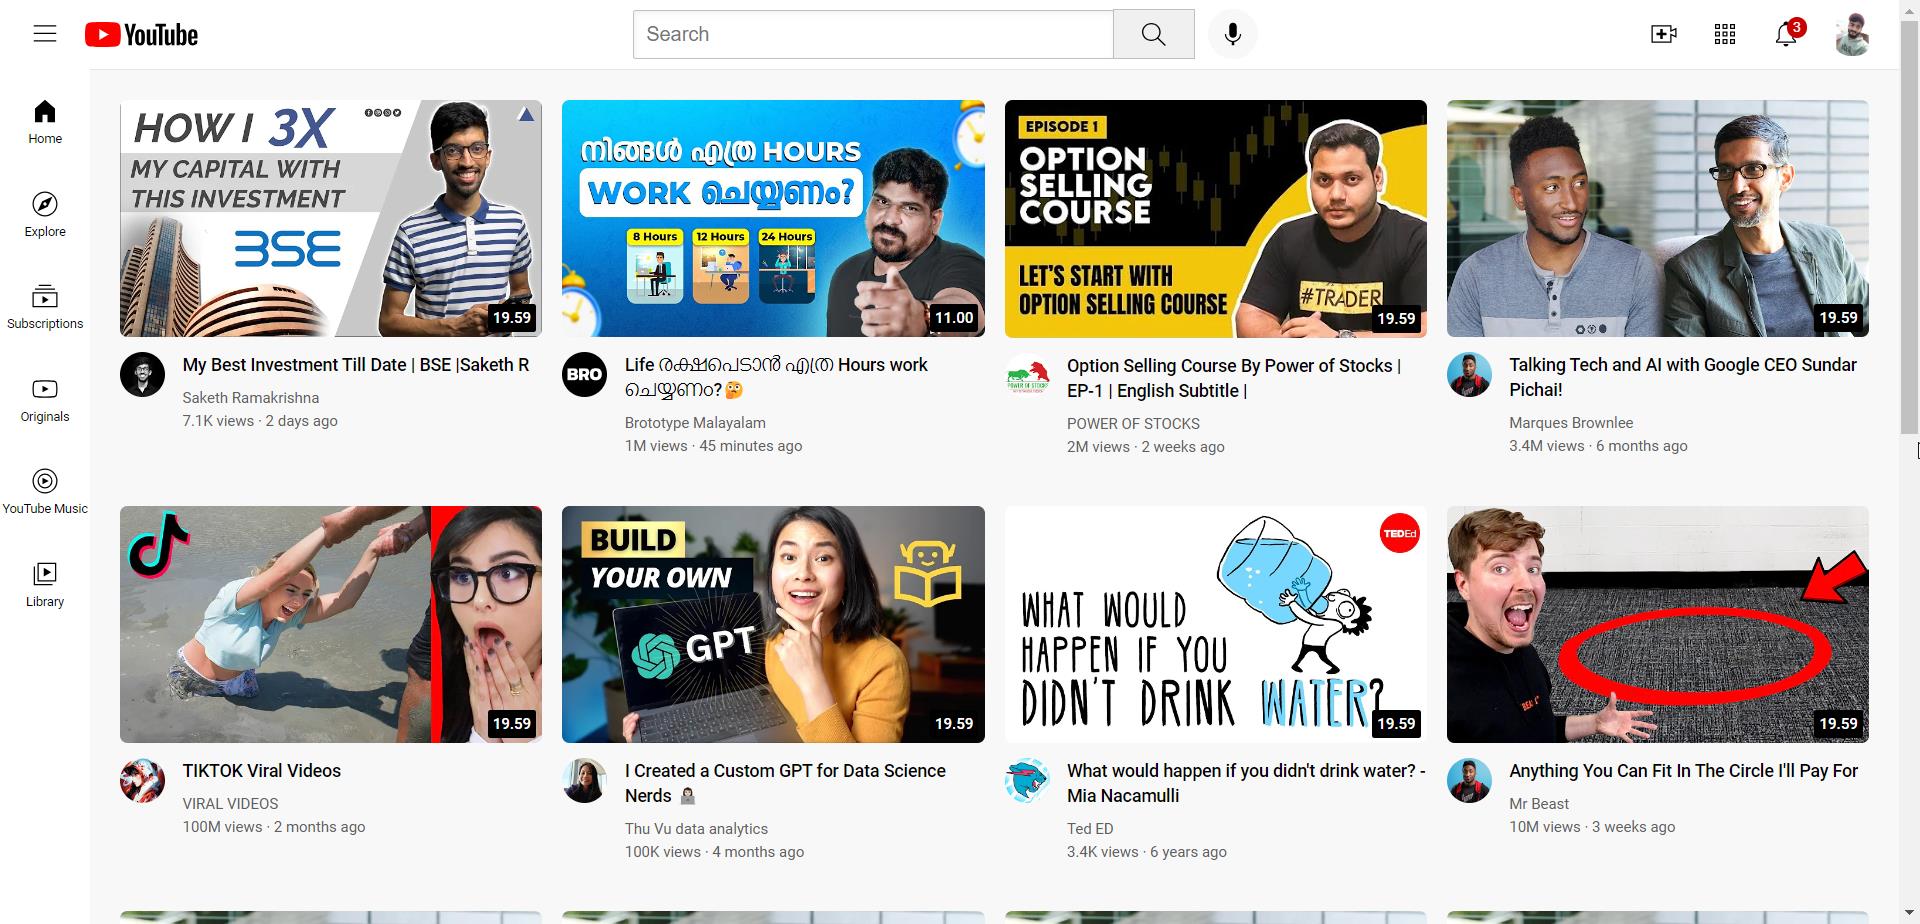 YouTube
Search
3
Home
Explore
Subscriptions
Originals
YouTube Music
Library
HOW I 3X
MY CAPITAL WITH
THIS INVESTMENT
BSE
19.59
My Best Investment Till Date | BSE |Saketh R
Saketh Ramakrishna
7.1K views · 2 days ago
നിങ്ങൾ എത്ര HOURS
WORK ചെയ്യണം?
8 Hours
12 Hours
24 Hours
11.00
BRO
Life രക്ഷപെടാൻ എത്ര Hours work
ചെയ്യണം?🤔
Brototype Malayalam
1M views · 45 minutes ago
EPISODE 1
OPTION
SELLING
COURSE
LET'S START WITH
OPTION SELLING COURSE
#TRADER
19.59
POWER OF STOCKS
Option Selling Course By Power of Stocks |
EP-1 | English Subtitle |
POWER OF STOCKS
2M views · 2 weeks ago
19.59
Talking Tech and AI with Google CEO Sundar
Pichai!
Marques Brownlee
3.4M views · 6 months ago
19.59
TIKTOK Viral Videos
VIRAL VIDEOS
100M views · 2 months ago
BUILD
YOUR OWN
GPT
19.59
I Created a Custom GPT for Data Science
Nerds 👩🏻‍💻
Thu Vu data analytics
100K views · 4 months ago
TEDEd
WHAT WOULD
HAPPEN IF YOU
DIDN'T DRINK WATER?
19.59
What would happen if you didn't drink water? -
Mia Nacamulli
Ted ED
3.4K views · 6 years ago
19.59
Anything You Can Fit In The Circle I'll Pay For
Mr Beast
10M views · 3 weeks ago